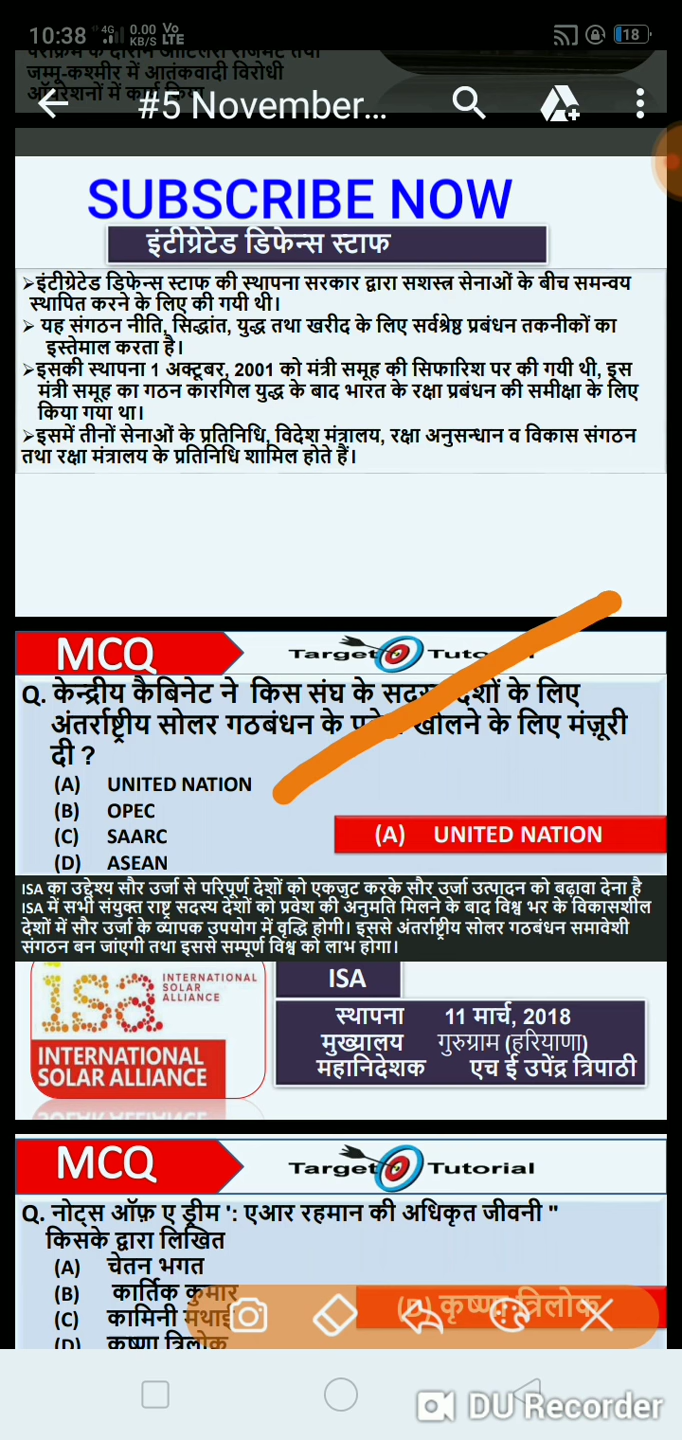 10:38 4G 0.00 KB/S Vo LTE 18
जम्मू-कश्मीर में आतंकवादी विरोधी
ऑपरेशनों में कार्य किया
#5 November...
SUBSCRIBE NOW
इंटीग्रेटेड डिफेन्स स्टाफ
➢इंटीग्रेटेड डिफेन्स स्टाफ की स्थापना सरकार द्वारा सशस्त्र सेनाओं के बीच समन्वय
स्थापित करने के लिए की गयी थी।
➢ यह संगठन नीति, सिद्धांत, युद्ध तथा खरीद के लिए सर्वश्रेष्ठ प्रबंधन तकनीकों का
इस्तेमाल करता है।
➢इसकी स्थापना 1 अक्टूबर, 2001 को मंत्री समूह की सिफारिश पर की गयी थी, इस
मंत्री समूह का गठन कारगिल युद्ध के बाद भारत के रक्षा प्रबंधन की समीक्षा के लिए
किया गया था।
➢इसमें तीनों सेनाओं के प्रतिनिधि, विदेश मंत्रालय, रक्षा अनुसन्धान व विकास संगठन
तथा रक्षा मंत्रालय के प्रतिनिधि शामिल होते हैं।
MCQ Target Tutorial
Q. केन्द्रीय कैबिनेट ने किस संघ के सदस्य देशों के लिए
अंतर्राष्ट्रीय सोलर गठबंधन के खोलने के लिए मंजूरी
दी ?
(A) UNITED NATION
(B) OPEC
(C) SAARC
(D) ASEAN
(A) UNITED NATION
ISA का उद्देश्य सौर उर्जा से परिपूर्ण देशों को एकजुट करके सौर उर्जा उत्पादन को बढ़ावा देना है
ISA में सभी संयुक्त राष्ट्र सदस्य देशों को प्रवेश की अनुमति मिलने के बाद विश्व भर के विकासशील
देशों में सौर उर्जा के व्यापक उपयोग में वृद्धि होगी। इससे अंतर्राष्ट्रीय सोलर गठबंधन समावेशी
संगठन बन जाएंगी तथा इससे सम्पूर्ण विश्व को लाभ होगा।
isa INTERNATIONAL
SOLAR
ALLIANCE
INTERNATIONAL
SOLAR ALLIANCE
ISA
स्थापना 11 मार्च, 2018
मुख्यालय गुरुग्राम (हरियाणा)
महानिदेशक एच ई उपेंद्र त्रिपाठी
MCQ Target Tutorial
Q. नोट्स ऑफ़ ए ड्रीम ': एआर रहमान की अधिकृत जीवनी "
किसके द्वारा लिखित
(A) चेतन भगत
(B) कार्तिक कुमार
(C) कामिनी मथाई
(D) कृष्णा त्रिलोक
(D) कृष्णा त्रिलोक
DU Recorder